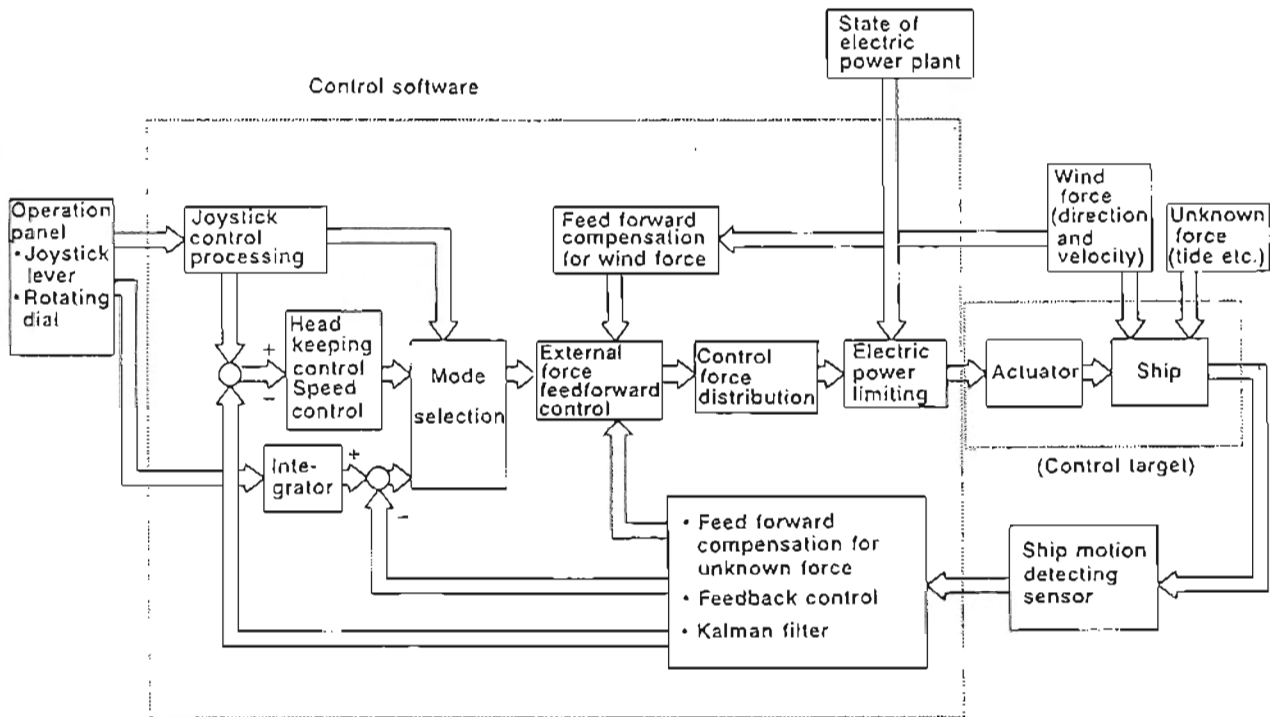 State of
electric
power plant
Control software
Operation
panel
・Joystick
lever
・Rotating
dial
Joystick
control
processing
Feed forward
compensation
for wind force
Wind
force
(direction
and
velocity)
Unknown
force
(tide etc.)
+
−
Head
keeping
control
Speed
control
Mode
selection
External
force
feedforward
control
Control
force
distribution
Electric
power
limiting
Actuator
Ship
(Control target)
Inte-
grator
+
−
・Feed forward
compensation for
unknown force
・Feedback control
・Kalman filter
Ship motion
detecting
sensor